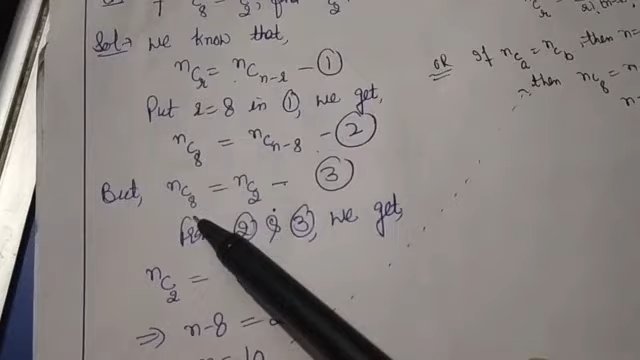 Sol→ We know that,
nCr = nCn-r - ①
Put r=8 in ①, we get,
nC8 = nCn-8 - ②
But, nC8 = nC2 - ③
② & ③, we get,
nC2 =
⇒ n-8 =
OR If nCa = nCb, then n=
then nC8 = n